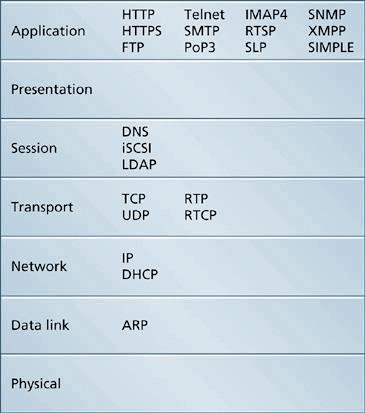 Application HTTP Telnet IMAP4 SNMP
HTTPS SMTP RTSP XMPP
FTP PoP3 SLP SIMPLE
Presentation
DNS
Session iSCSI
LDAP
Transport TCP RTP
UDP RTCP
Network IP
DHCP
Data link ARP
Physical